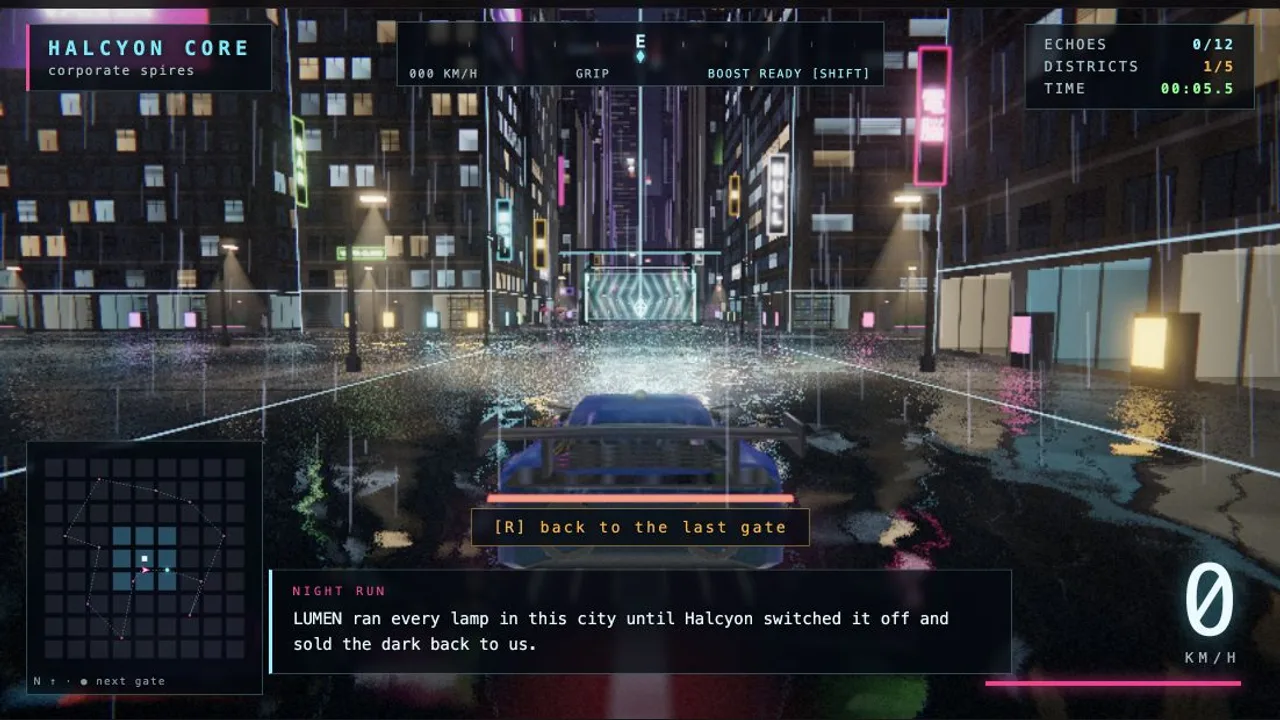 HALCYON CORE
corporate spires
E
000 KM/H GRIP BOOST READY [SHIFT]
ECHOES 0/12
DISTRICTS 1/5
TIME 00:05.5
NULL
[R] back to the last gate
NIGHT RUN
LUMEN ran every lamp in this city until Halcyon switched it off and
sold the dark back to us.
0
KM/H
N ↑ · ● next gate